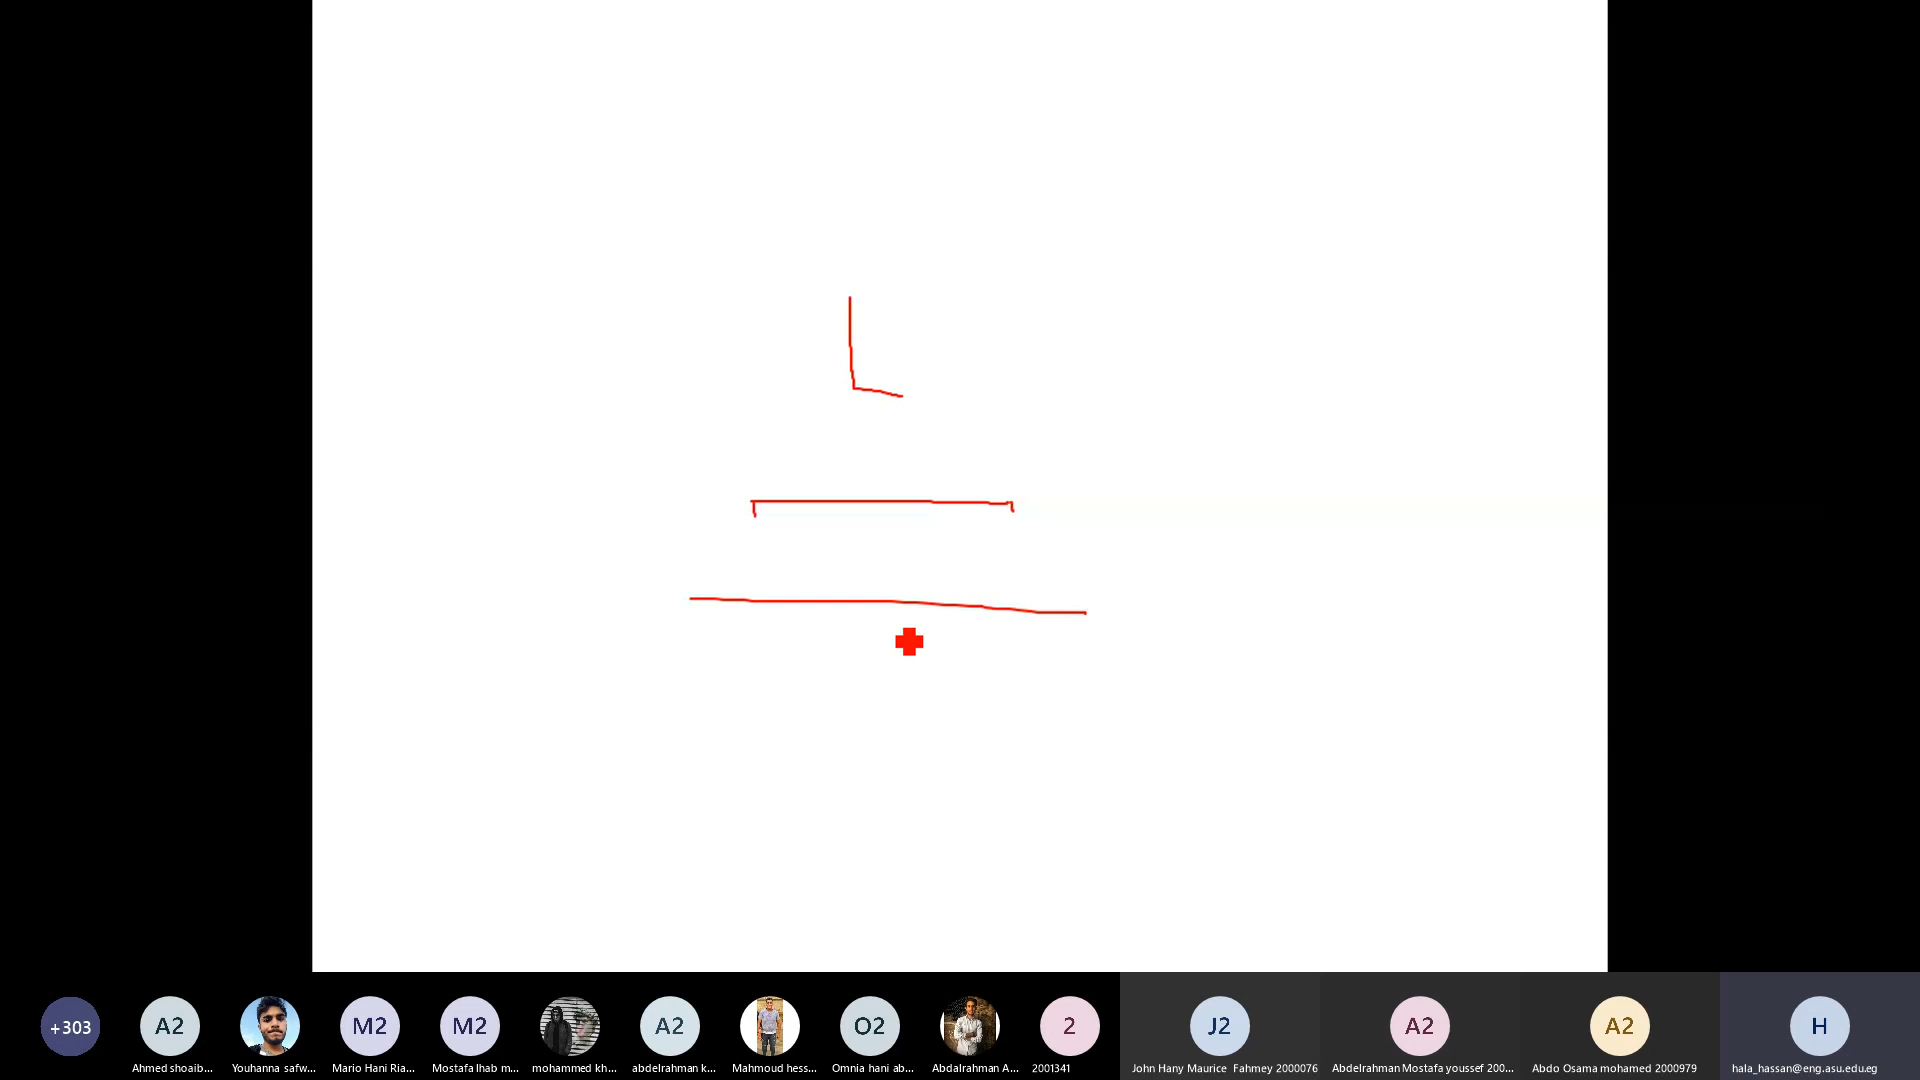 +303 A2 M2 M2 A2 O2 2 J2 A2 A2 H
Ahmed shoaib... Youhanna safw... Mario Hani Ria... Mostafa Ihab m... mohammed kh... abdelrahman k... Mahmoud hess... Omnia hani ab... Abdalrahman A... 2001341 John Hany Maurice Fahmey 2000076 Abdelrahman Mostafa youssef 200... Abdo Osama mohamed 2000979 hala_hassan@eng.asu.edu.eg